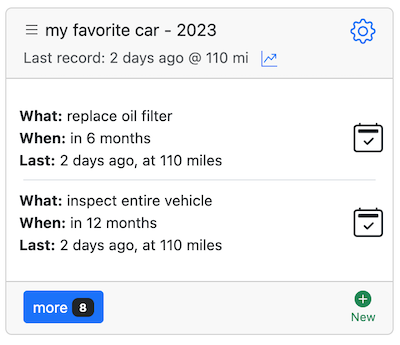 my favorite car - 2023
Last record: 2 days ago @ 110 mi
What: replace oil filter
When: in 6 months
Last: 2 days ago, at 110 miles
What: inspect entire vehicle
When: in 12 months
Last: 2 days ago, at 110 miles
more 8
New